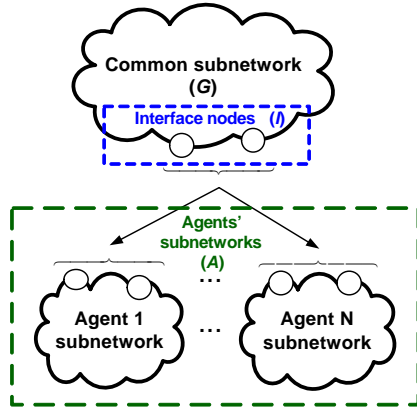 Common subnetwork
(G)
Interface nodes (I)
Agents'
subnetworks
(A)
...
Agent 1
subnetwork
...
Agent N
subnetwork